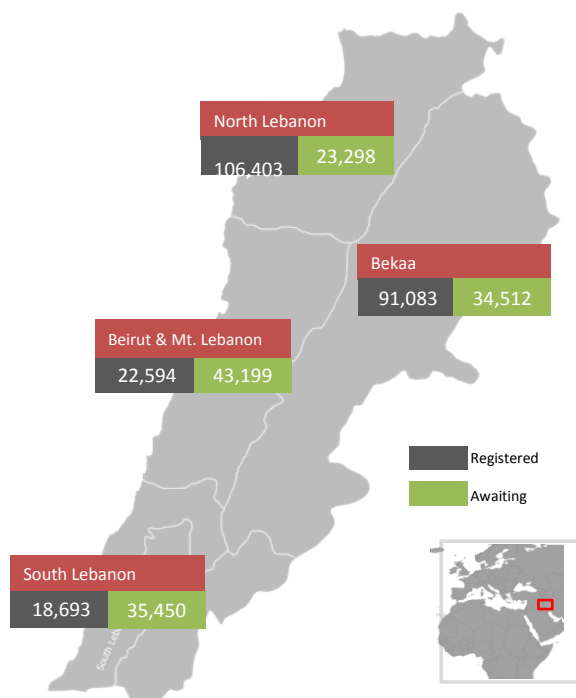 North Lebanon
106,403 23,298
Bekaa
91,083 34,512
Beirut & Mt. Lebanon
22,594 43,199
Registered
Awaiting
South Lebanon
18,693 35,450
South